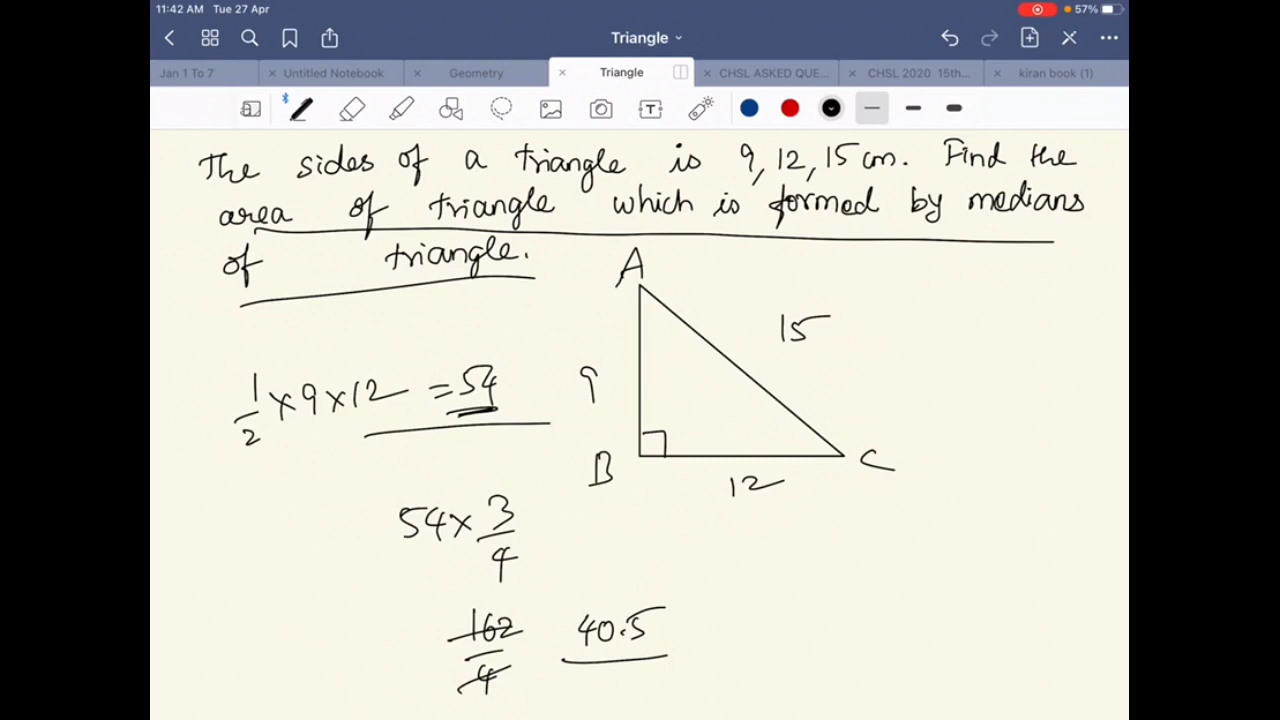 11:42 AM Tue 27 Apr
57%
Triangle
Jan 1 To 7
Untitled Notebook
Geometry
Triangle
CHSL ASKED QUE...
CHSL 2020 15th...
kiran book (1)
The sides of a triangle is 9, 12, 15 cm. Find the
area of triangle which is formed by medians
of triangle.
A
15
1/2 × 9 × 12 = 54
9
B
C
12
54 × 3/4
162/4 40.5